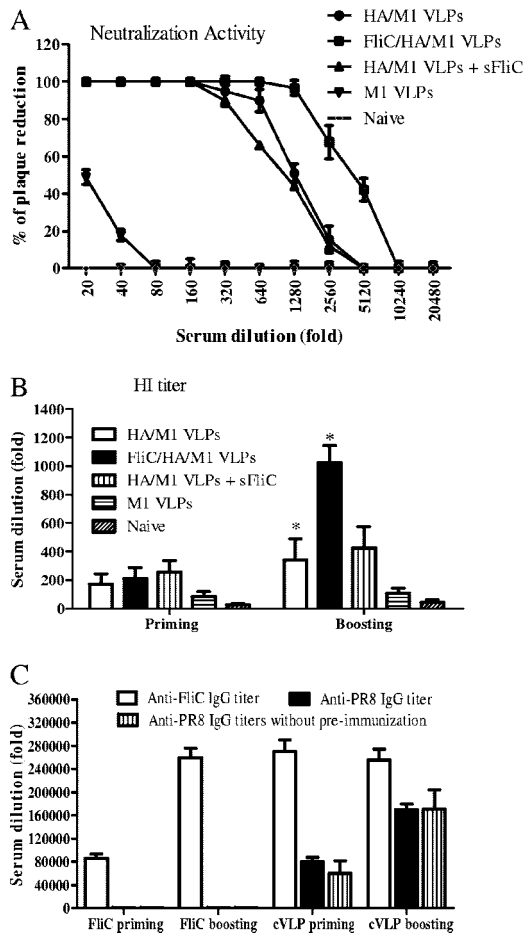 A
Neutralization Activity
HA/M1 VLPs
FliC/HA/M1 VLPs
HA/M1 VLPs + sFliC
M1 VLPs
Naive
% of plaque reduction
120
100
80
60
40
20
0
20
40
80
160
320
640
1280
2560
5120
10240
20480
Serum dilution (fold)
B
HI titer
HA/M1 VLPs
FliC/HA/M1 VLPs
HA/M1 VLPs + sFliC
M1 VLPs
Naive
Serum dilution (fold)
1400
1200
1000
800
600
400
200
0
*
*
Priming
Boosting
C
Anti-FliC IgG titer
Anti-PR8 IgG titer
Anti-PR8 IgG titers without pre-immunization
Serum dilution (fold)
360000
320000
280000
240000
200000
160000
120000
80000
40000
0
FliC priming
FliC boosting
cVLP priming
cVLP boosting